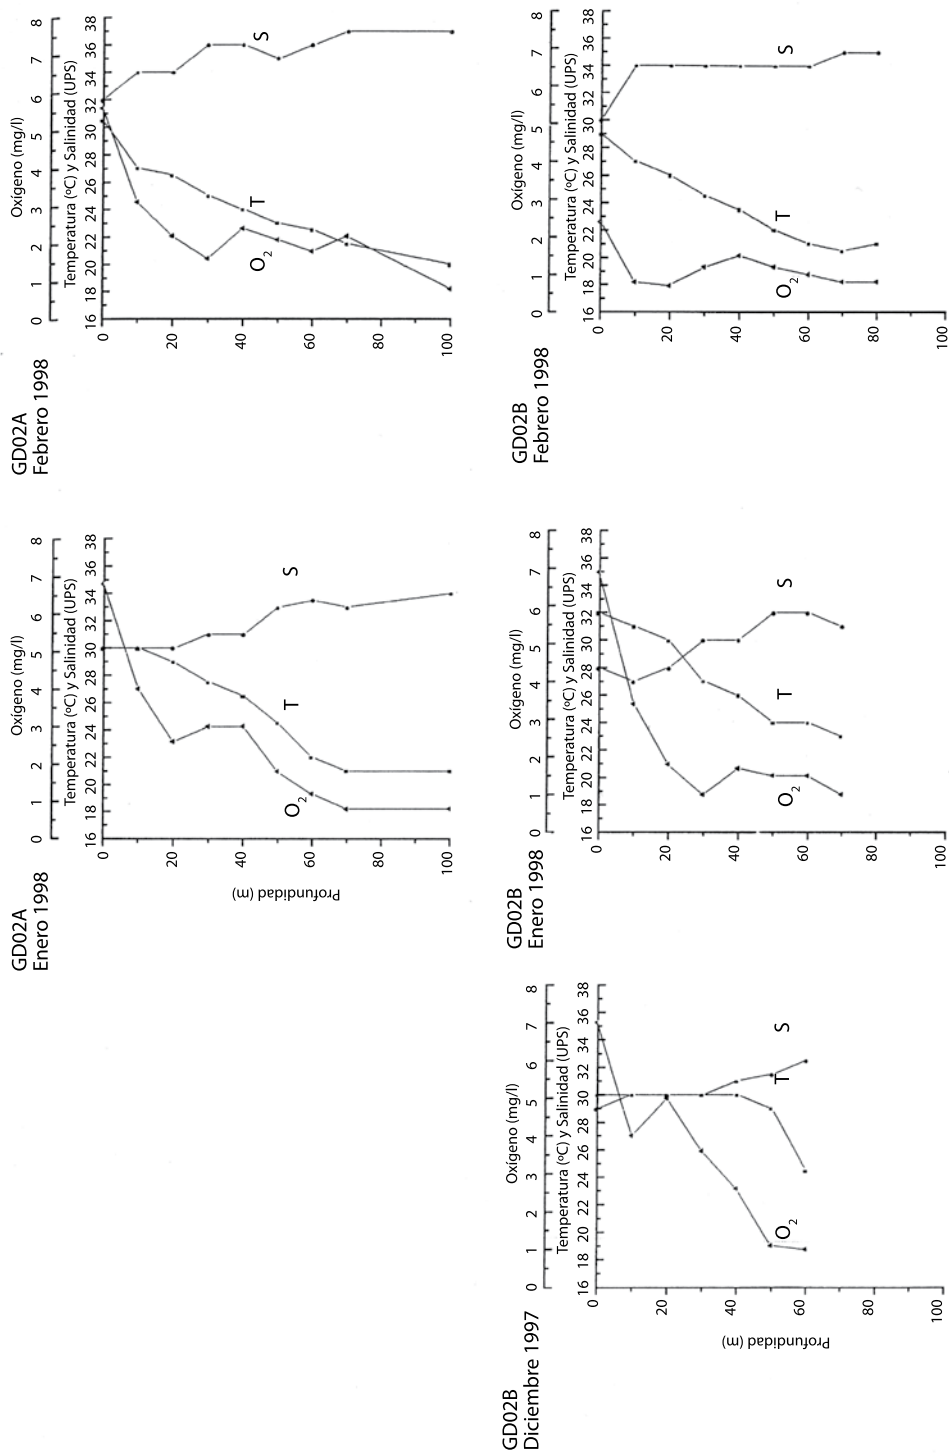 GD02A
Enero 1998
Oxígeno (mg/l)
0 1 2 3 4 5 6 7 8
Temperatura (ºC) y Salinidad (UPS)
16 18 20 22 24 26 28 30 32 34 36 38
0
20
40
60
80
100
Profundidad (m)
O2
T
S
GD02A
Febrero 1998
Oxígeno (mg/l)
0 1 2 3 4 5 6 7 8
Temperatura (ºC) y Salinidad (UPS)
16 18 20 22 24 26 28 30 32 34 36 38
0
20
40
60
80
100
O2
T
S
GD02B
Diciembre 1997
Oxígeno (mg/l)
0 1 2 3 4 5 6 7 8
Temperatura (ºC) y Salinidad (UPS)
16 18 20 22 24 26 28 30 32 34 36 38
0
20
40
60
80
100
Profundidad (m)
O2
T
S
GD02B
Enero 1998
Oxígeno (mg/l)
0 1 2 3 4 5 6 7 8
Temperatura (ºC) y Salinidad (UPS)
16 18 20 22 24 26 28 30 32 34 36 38
0
20
40
60
80
100
O2
T
S
GD02B
Febrero 1998
Oxígeno (mg/l)
0 1 2 3 4 5 6 7 8
Temperatura (ºC) y Salinidad (UPS)
16 18 20 22 24 26 28 30 32 34 36 38
0
20
40
60
80
100
O2
T
S